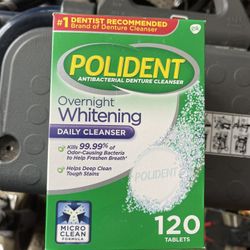 #1 DENTIST RECOMMENDED
Brand of Denture Cleanser
POLIDENT
ANTIBACTERIAL DENTURE CLEANSER
Overnight
Whitening
DAILY CLEANSER
Kills 99.99% of
Odor-Causing Bacteria
to Help Freshen Breath
Helps Deep Clean
Tough Stains
POLIDENT
MICRO
CLEAN
FORMULA
120
TABLETS